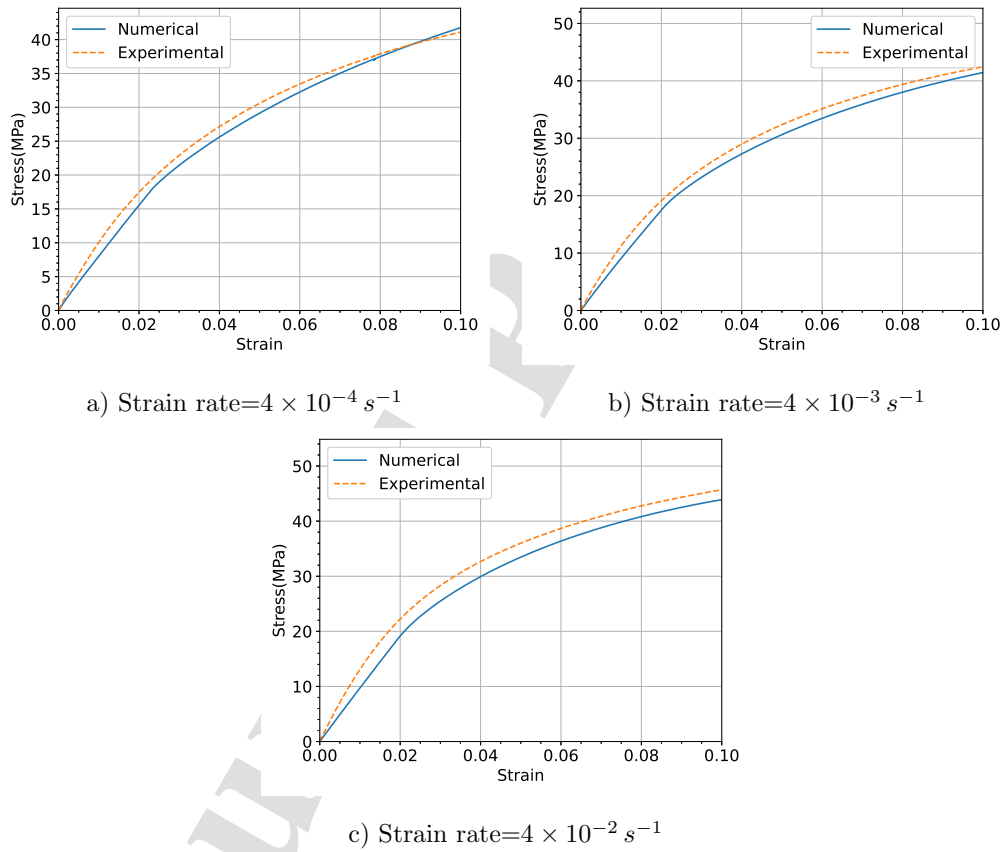 Numerical
Experimental
Stress(MPa)
40
35
30
25
20
15
10
5
0
0.00 0.02 0.04 0.06 0.08 0.10
Strain
a) Strain rate=4 × 10⁻⁴ s⁻¹
Numerical
Experimental
Stress(MPa)
50
40
30
20
10
0
0.00 0.02 0.04 0.06 0.08 0.10
Strain
b) Strain rate=4 × 10⁻³ s⁻¹
Numerical
Experimental
Stress(MPa)
50
40
30
20
10
0
0.00 0.02 0.04 0.06 0.08 0.10
Strain
c) Strain rate=4 × 10⁻² s⁻¹